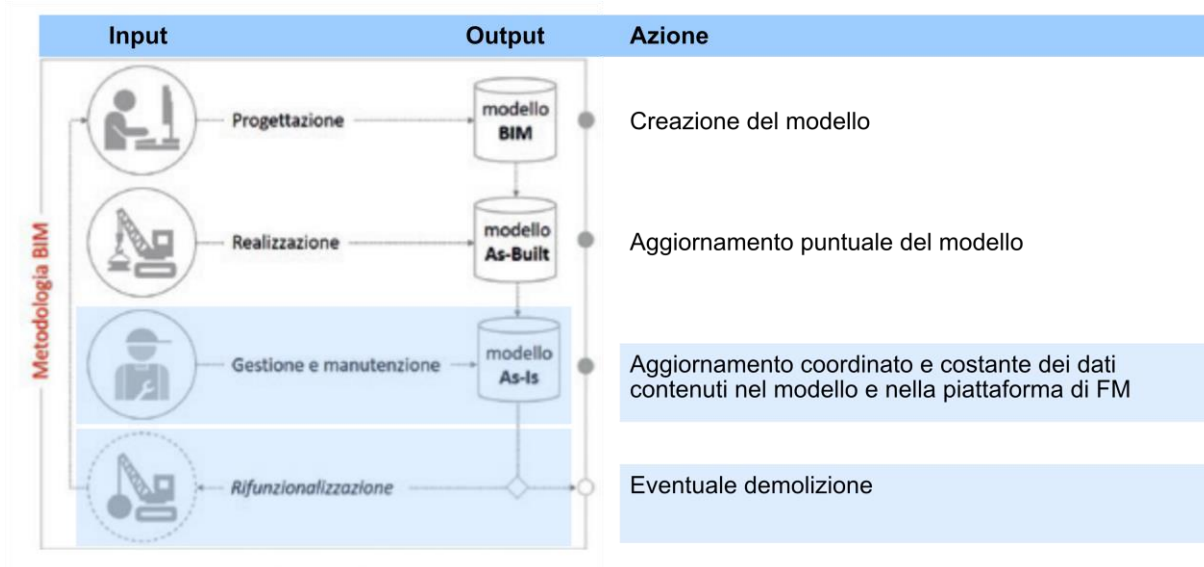 Input Output Azione
Metodologia BIM
Progettazione
modello
BIM
Creazione del modello
Realizzazione
modello
As-Built
Aggiornamento puntuale del modello
Gestione e manutenzione
modello
As-Is
Aggiornamento coordinato e costante dei dati
contenuti nel modello e nella piattaforma di FM
Rifunzionalizzazione
Eventuale demolizione